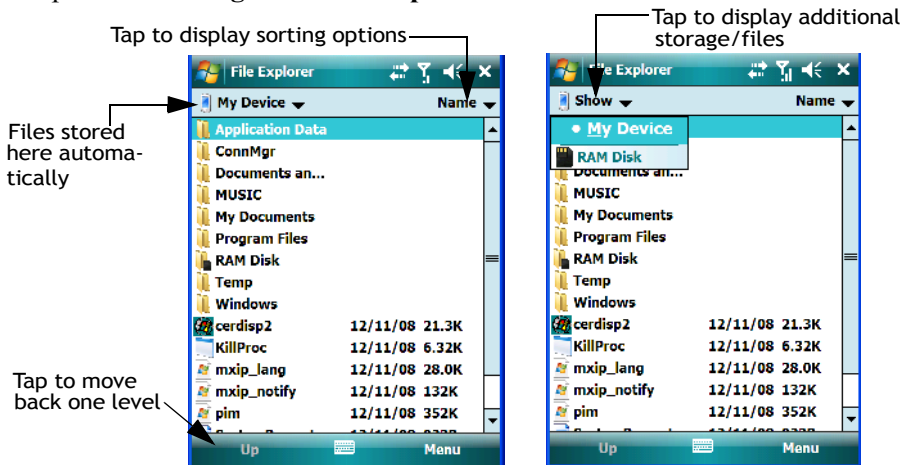 Tap to display sorting options
Tap to display additional
storage/files
Files stored
here automa-
tically
Tap to move
back one level
File Explorer
My Device
Name
Application Data
ConnMgr
Documents an...
MUSIC
My Documents
Program Files
RAM Disk
Temp
Windows
cerdisp2 12/11/08 21.3K
KillProc 12/11/08 6.32K
mxip_lang 12/11/08 28.0K
mxip_notify 12/11/08 132K
pim 12/11/08 352K
Up
Menu
File Explorer
Show
Name
My Device
RAM Disk
Documents an...
MUSIC
My Documents
Program Files
RAM Disk
Temp
Windows
cerdisp2 12/11/08 21.3K
KillProc 12/11/08 6.32K
mxip_lang 12/11/08 28.0K
mxip_notify 12/11/08 132K
pim 12/11/08 352K
Up
Menu